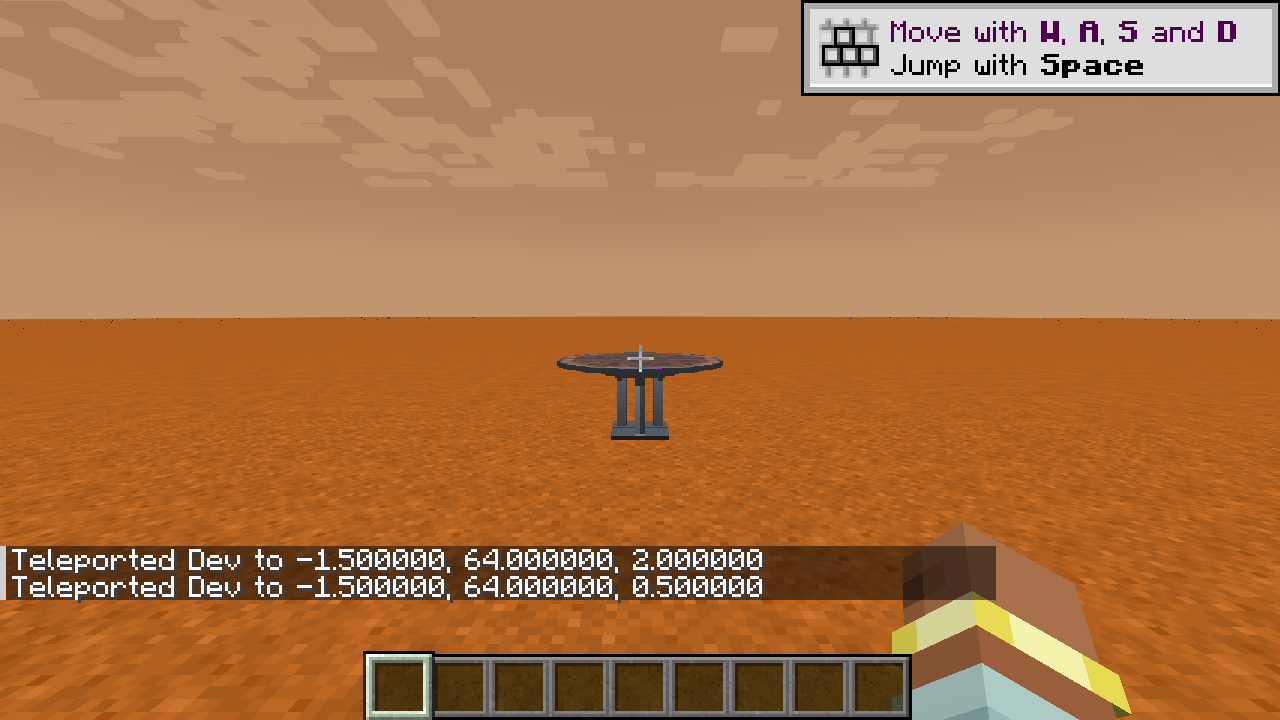 Move with W, A, S and D
Jump with Space
Teleported Dev to -1.500000, 64.000000, 2.000000
Teleported Dev to -1.500000, 64.000000, 0.500000